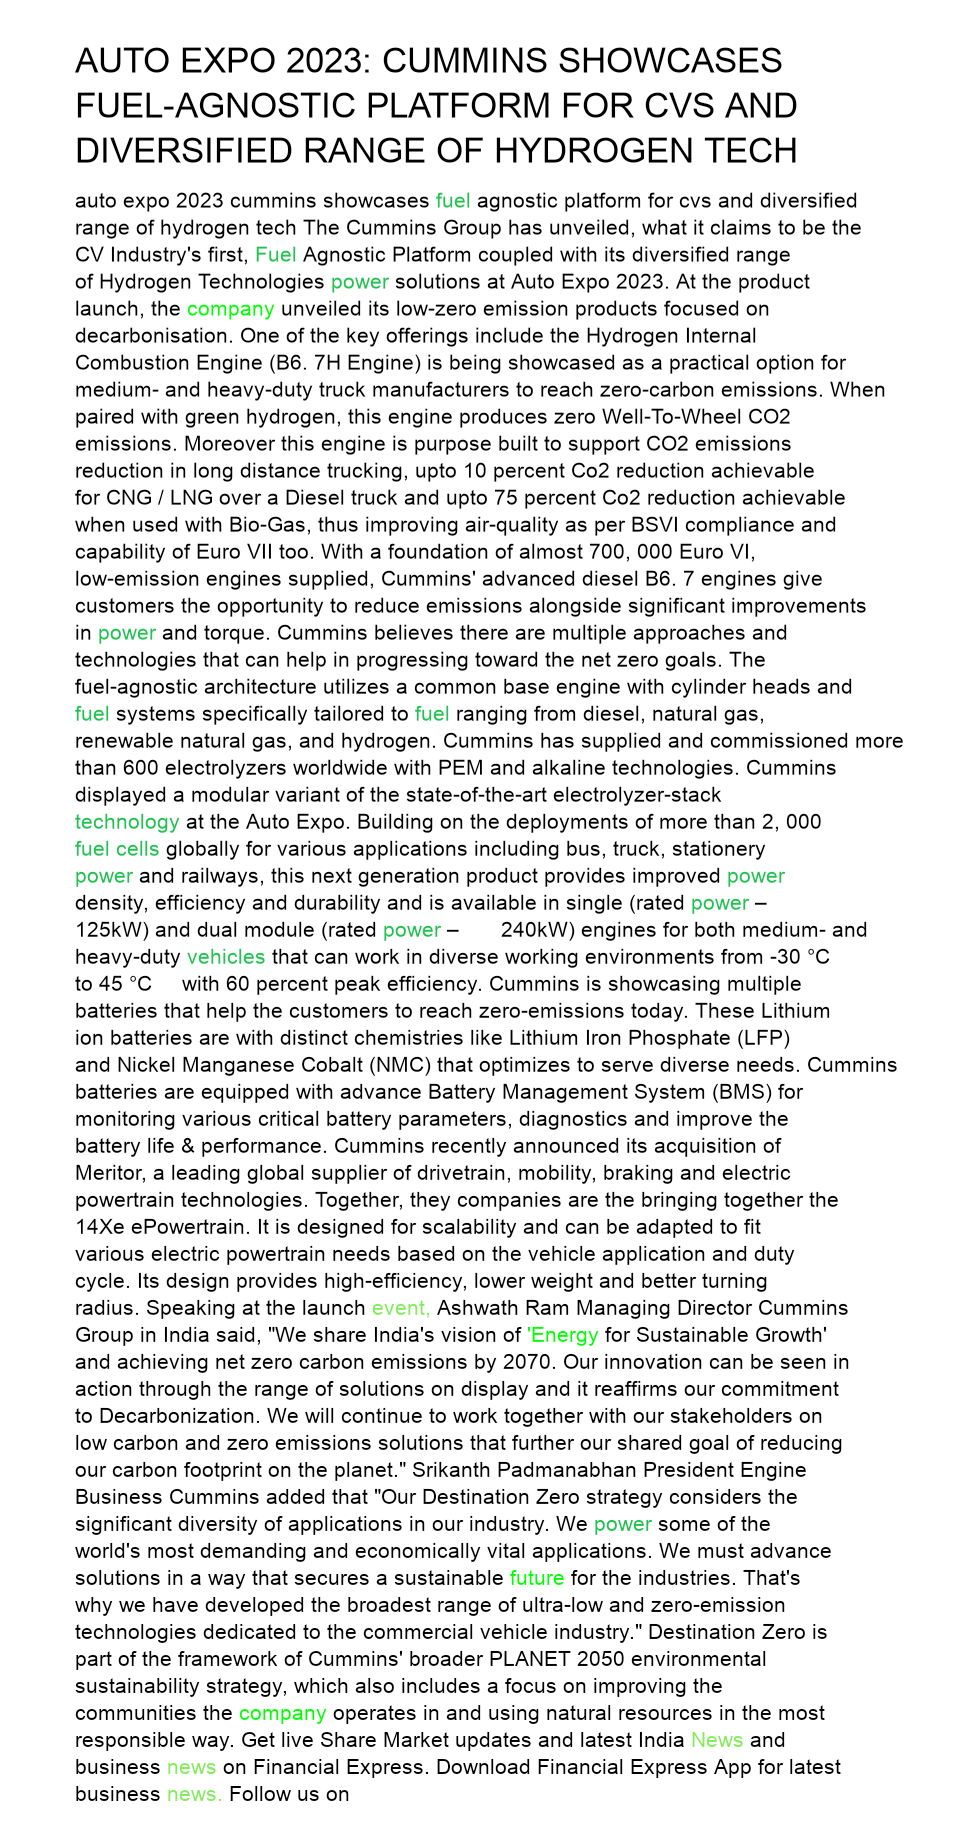 AUTO EXPO 2023: CUMMINS SHOWCASES
FUEL-AGNOSTIC PLATFORM FOR CVS AND
DIVERSIFIED RANGE OF HYDROGEN TECH
auto expo 2023 cummins showcases fuel agnostic platform for cvs and diversified
range of hydrogen tech The Cummins Group has unveiled, what it claims to be the
CV Industry's first, Fuel Agnostic Platform coupled with its diversified range
of Hydrogen Technologies power solutions at Auto Expo 2023. At the product
launch, the company unveiled its low-zero emission products focused on
decarbonisation. One of the key offerings include the Hydrogen Internal
Combustion Engine (B6. 7H Engine) is being showcased as a practical option for
medium- and heavy-duty truck manufacturers to reach zero-carbon emissions. When
paired with green hydrogen, this engine produces zero Well-To-Wheel CO2
emissions. Moreover this engine is purpose built to support CO2 emissions
reduction in long distance trucking, upto 10 percent Co2 reduction achievable
for CNG / LNG over a Diesel truck and upto 75 percent Co2 reduction achievable
when used with Bio-Gas, thus improving air-quality as per BSVI compliance and
capability of Euro VII too. With a foundation of almost 700, 000 Euro VI,
low-emission engines supplied, Cummins' advanced diesel B6. 7 engines give
customers the opportunity to reduce emissions alongside significant improvements
in power and torque. Cummins believes there are multiple approaches and
technologies that can help in progressing toward the net zero goals. The
fuel-agnostic architecture utilizes a common base engine with cylinder heads and
fuel systems specifically tailored to fuel ranging from diesel, natural gas,
renewable natural gas, and hydrogen. Cummins has supplied and commissioned more
than 600 electrolyzers worldwide with PEM and alkaline technologies. Cummins
displayed a modular variant of the state-of-the-art electrolyzer-stack
technology at the Auto Expo. Building on the deployments of more than 2, 000
fuel cells globally for various applications including bus, truck, stationery
power and railways, this next generation product provides improved power
density, efficiency and durability and is available in single (rated power –
125kW) and dual module (rated power – 240kW) engines for both medium- and
heavy-duty vehicles that can work in diverse working environments from -30 °C
to 45 °C with 60 percent peak efficiency. Cummins is showcasing multiple
batteries that help the customers to reach zero-emissions today. These Lithium
ion batteries are with distinct chemistries like Lithium Iron Phosphate (LFP)
and Nickel Manganese Cobalt (NMC) that optimizes to serve diverse needs. Cummins
batteries are equipped with advance Battery Management System (BMS) for
monitoring various critical battery parameters, diagnostics and improve the
battery life & performance. Cummins recently announced its acquisition of
Meritor, a leading global supplier of drivetrain, mobility, braking and electric
powertrain technologies. Together, they companies are the bringing together the
14Xe ePowertrain. It is designed for scalability and can be adapted to fit
various electric powertrain needs based on the vehicle application and duty
cycle. Its design provides high-efficiency, lower weight and better turning
radius. Speaking at the launch event, Ashwath Ram Managing Director Cummins
Group in India said, "We share India's vision of 'Energy for Sustainable Growth'
and achieving net zero carbon emissions by 2070. Our innovation can be seen in
action through the range of solutions on display and it reaffirms our commitment
to Decarbonization. We will continue to work together with our stakeholders on
low carbon and zero emissions solutions that further our shared goal of reducing
our carbon footprint on the planet." Srikanth Padmanabhan President Engine
Business Cummins added that "Our Destination Zero strategy considers the
significant diversity of applications in our industry. We power some of the
world's most demanding and economically vital applications. We must advance
solutions in a way that secures a sustainable future for the industries. That's
why we have developed the broadest range of ultra-low and zero-emission
technologies dedicated to the commercial vehicle industry." Destination Zero is
part of the framework of Cummins' broader PLANET 2050 environmental
sustainability strategy, which also includes a focus on improving the
communities the company operates in and using natural resources in the most
responsible way. Get live Share Market updates and latest India News and
business news on Financial Express. Download Financial Express App for latest
business news. Follow us on